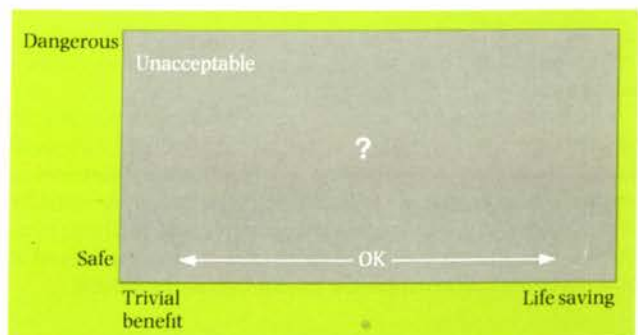 Dangerous
Unacceptable
?
Safe
OK
Trivial
benefit
Life saving